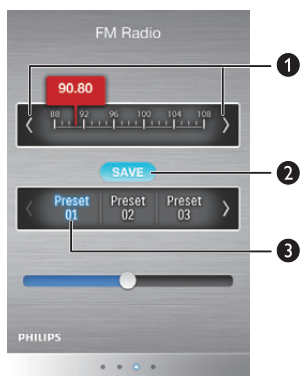 FM Radio
1
90.80
88 92 96 100 104 108
SAVE
2
Preset 01
Preset 02
Preset 03
3
PHILIPS